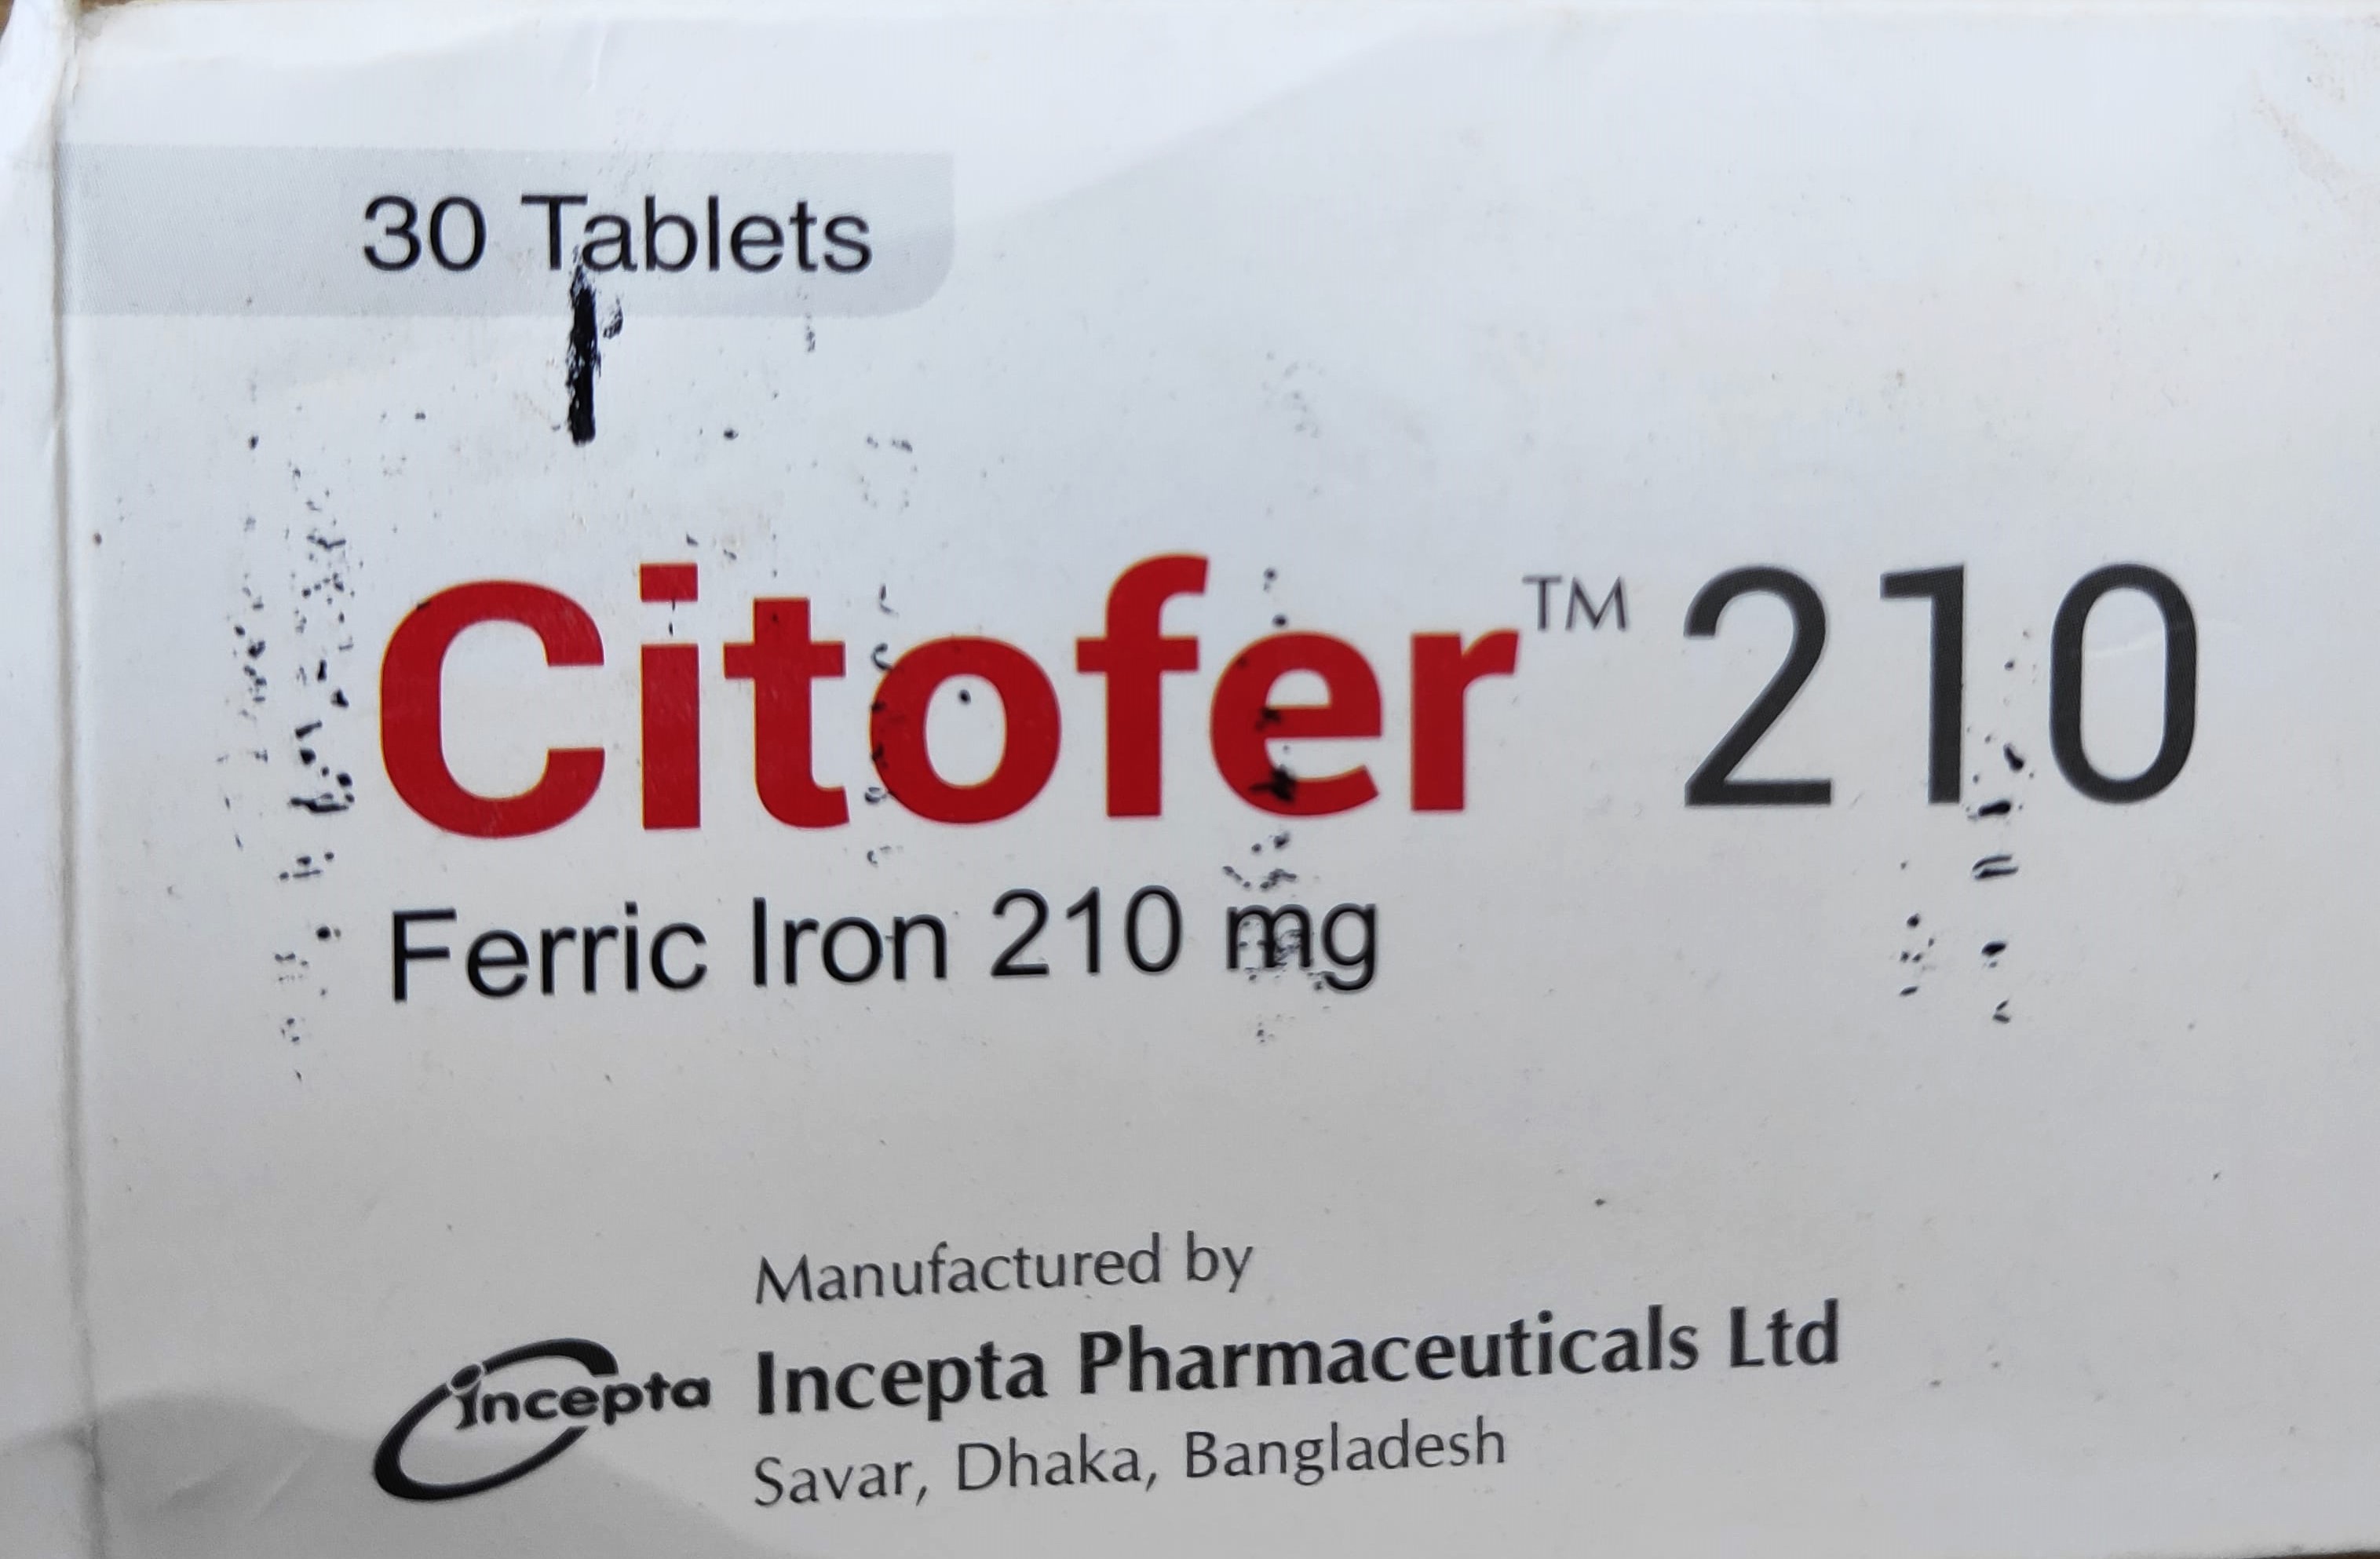 30 Tablets
Citofer™ 210
Ferric Iron 210 mg
Manufactured by
incepta Incepta Pharmaceuticals Ltd
Savar, Dhaka, Bangladesh